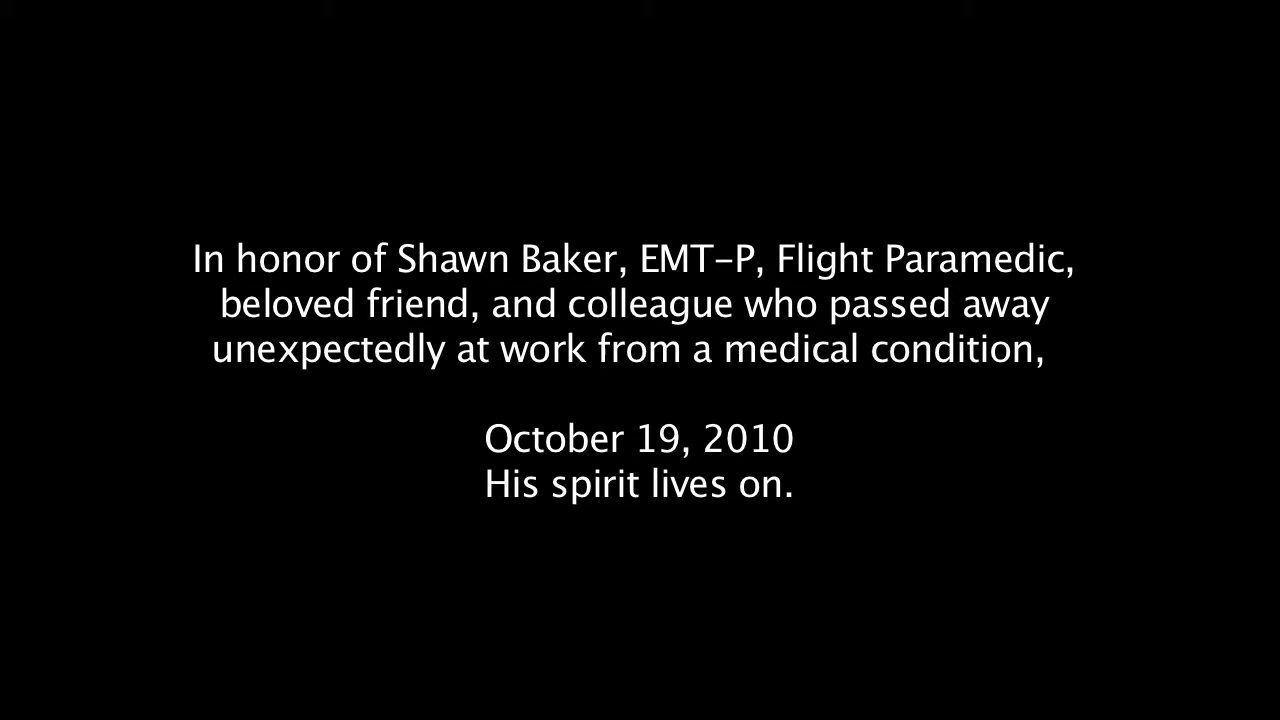 In honor of Shawn Baker, EMT-P, Flight Paramedic,
beloved friend, and colleague who passed away
unexpectedly at work from a medical condition,
October 19, 2010
His spirit lives on.